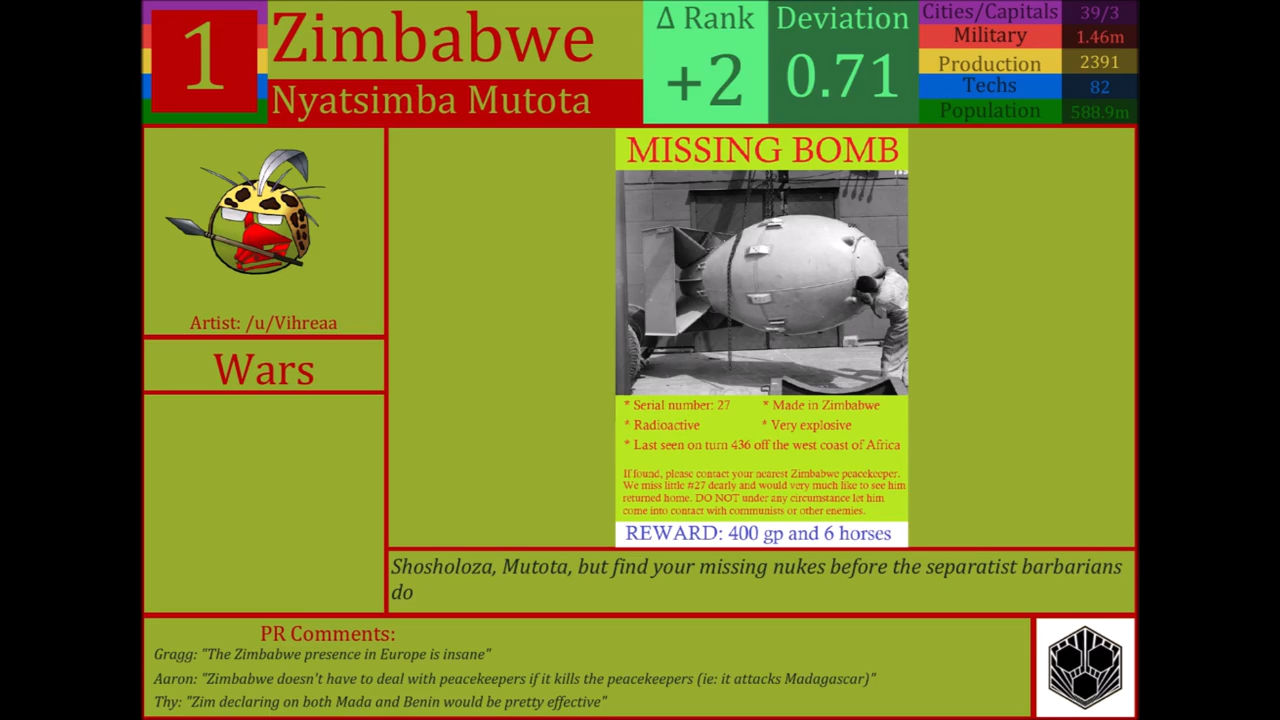 1
Zimbabwe
Nyatsimba Mutota
Δ Rank
+2
Deviation
0.71
Cities/Capitals 39/3
Military 1.46m
Production 2391
Techs 82
Population 588.9m
Artist: /u/Vihreaa
Wars
MISSING BOMB
* Serial number: 27 * Made in Zimbabwe
* Radioactive * Very explosive
* Last seen on turn 436 off the west coast of Africa
If found, please contact your nearest Zimbabwe peacekeeper.
We miss little #27 dearly and would very much like to see him
returned home. DO NOT under any circumstance let him
come into contact with communists or other enemies.
REWARD: 400 gp and 6 horses
Shosholoza, Mutota, but find your missing nukes before the separatist barbarians
do
PR Comments:
Gragg: "The Zimbabwe presence in Europe is insane"
Aaron: "Zimbabwe doesn't have to deal with peacekeepers if it kills the peacekeepers (ie: it attacks Madagascar)"
Thy: "Zim declaring on both Mada and Benin would be pretty effective"